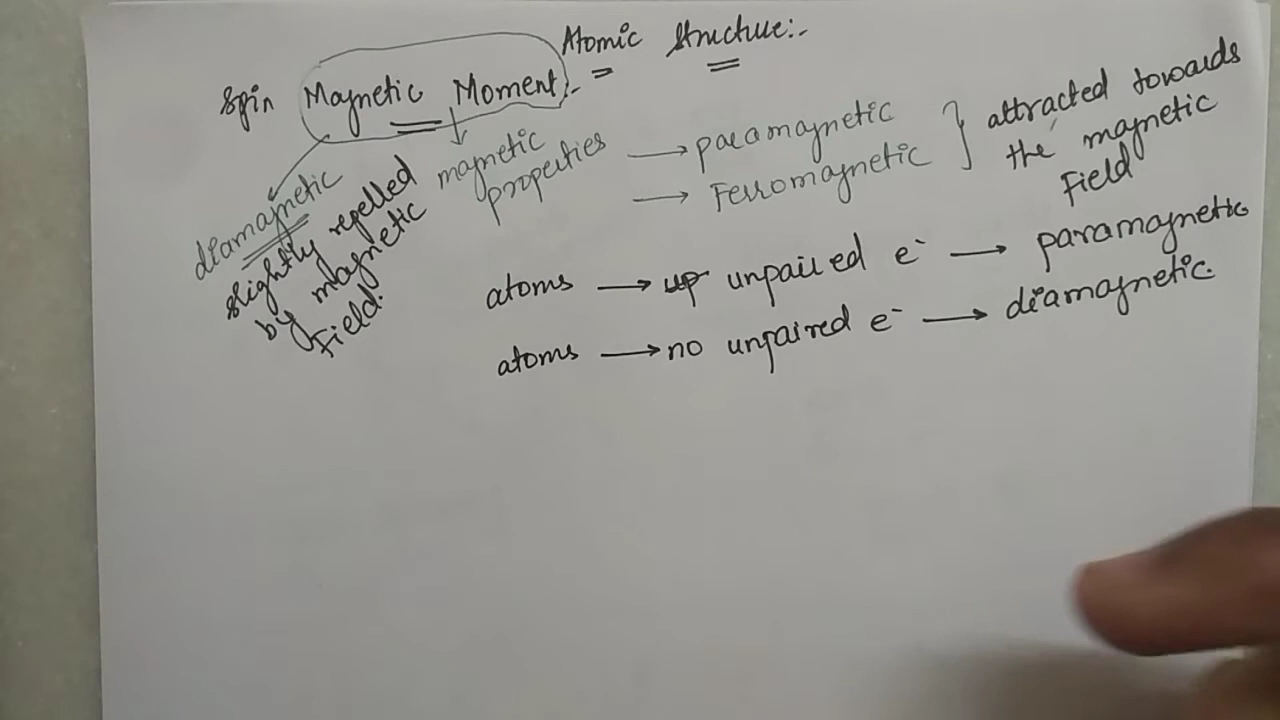 Atomic Structure:-
Spin Magnetic Moment:-
magnetic
properties → paramagnetic
→ Ferromagnetic
} attracted towards
the magnetic
Field
diamagnetic
slightly repelled
by magnetic
Field.
atoms → unpaired e⁻ → paramagnetic
atoms → no unpaired e⁻ → diamagnetic.